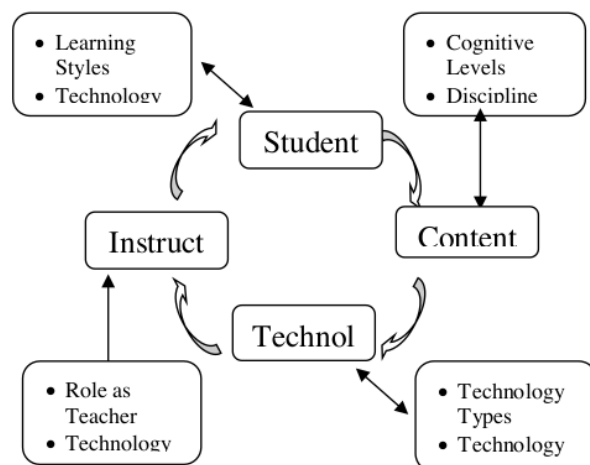 • Learning
Styles
• Technology
• Cognitive
Levels
• Discipline
Student
Instruct
Content
Technol
• Role as
Teacher
• Technology
• Technology
Types
• Technology